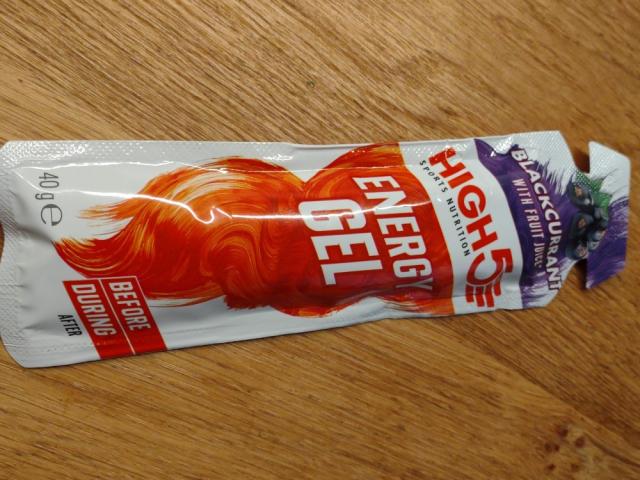 BLACKCURRANT
WITH FRUIT JUICE
HIGH5
SPORTS NUTRITION
ENERGY
GEL
BEFORE
DURING
AFTER
40g℮